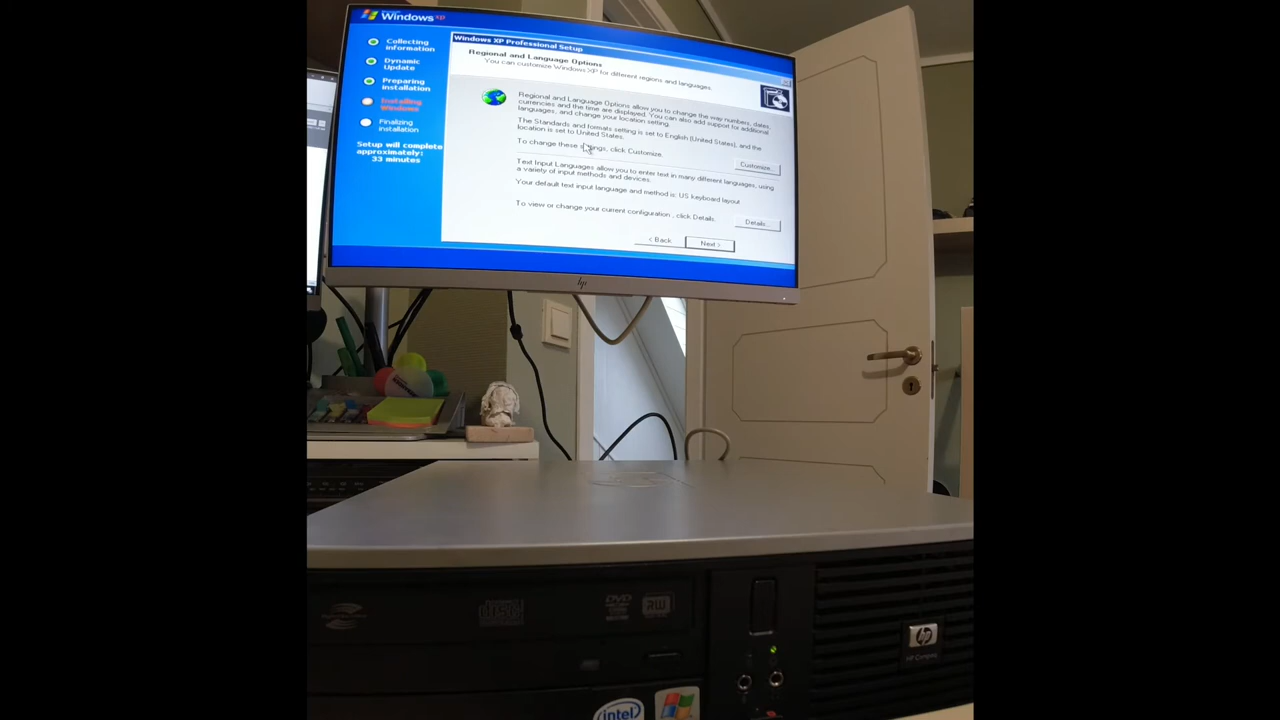 Windows xp
Collecting
information
Dynamic
Update
Preparing
installation
Installing
Windows
Finalizing
installation
Setup will complete
approximately:
33 minutes
Windows XP Professional Setup
Regional and Language Options
You can customize Windows XP for different regions and languages.
Regional and Language Options allow you to change the way numbers, dates,
currencies and the time are displayed. You can also add support for additional
languages, and change your location setting.
The Standards and formats setting is set to English (United States), and the
location is set to United States.
To change these settings, click Customize.
Customize...
Text Input Languages allow you to enter text in many different languages, using
a variety of input methods and devices.
Your default text input language and method is: US keyboard layout
To view or change your current configuration, click Details.
Details...
< Back
Next >
hp
DVD
RW
hp
HP Compaq
intel